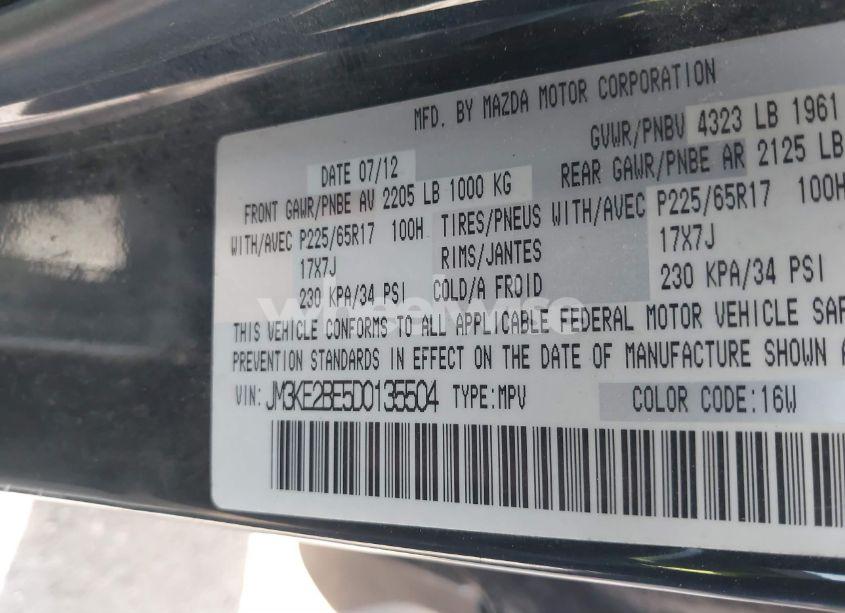 MFD. BY MAZDA MOTOR CORPORATION
DATE 07/12 GVWR/PNBV 4323 LB 1961
FRONT GAWR/PNBE AV 2205 LB 1000 KG REAR GAWR/PNBE AR 2125 LB
WITH/AVEC P225/65R17 100H TIRES/PNEUS WITH/AVEC P225/65R17 100H
17X7J RIMS/JANTES 17X7J
230 KPA/34 PSI COLD/A FROID 230 KPA/34 PSI
THIS VEHICLE CONFORMS TO ALL APPLICABLE FEDERAL MOTOR VEHICLE SAF
PREVENTION STANDARDS IN EFFECT ON THE DATE OF MANUFACTURE SHOWN A
VIN: JM3KE2BE5D0135504 TYPE:MPV COLOR CODE:16W
wheelwise